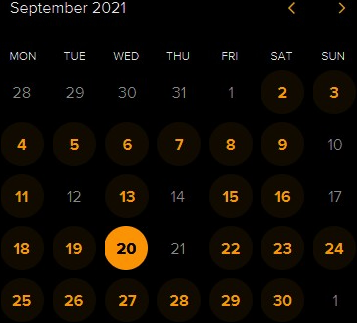 September 2021
MON TUE WED THU FRI SAT SUN
28 29 30 31 1 2 3
4 5 6 7 8 9 10
11 12 13 14 15 16 17
18 19 20 21 22 23 24
25 26 27 28 29 30 1